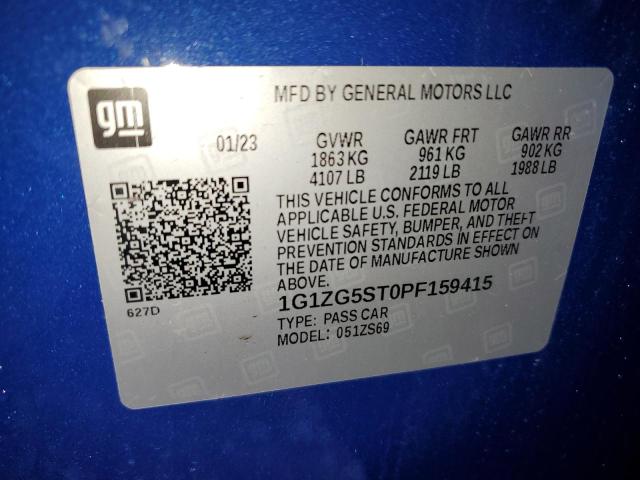 gm
MFD BY GENERAL MOTORS LLC
01/23 GVWR GAWR FRT GAWR RR
1863 KG 961 KG 902 KG
4107 LB 2119 LB 1988 LB
THIS VEHICLE CONFORMS TO ALL
APPLICABLE U.S. FEDERAL MOTOR
VEHICLE SAFETY, BUMPER, AND THEFT
PREVENTION STANDARDS IN EFFECT ON
THE DATE OF MANUFACTURE SHOWN
ABOVE.
1G1ZG5ST0PF159415
627D
TYPE: PASS CAR
MODEL: 051ZS69